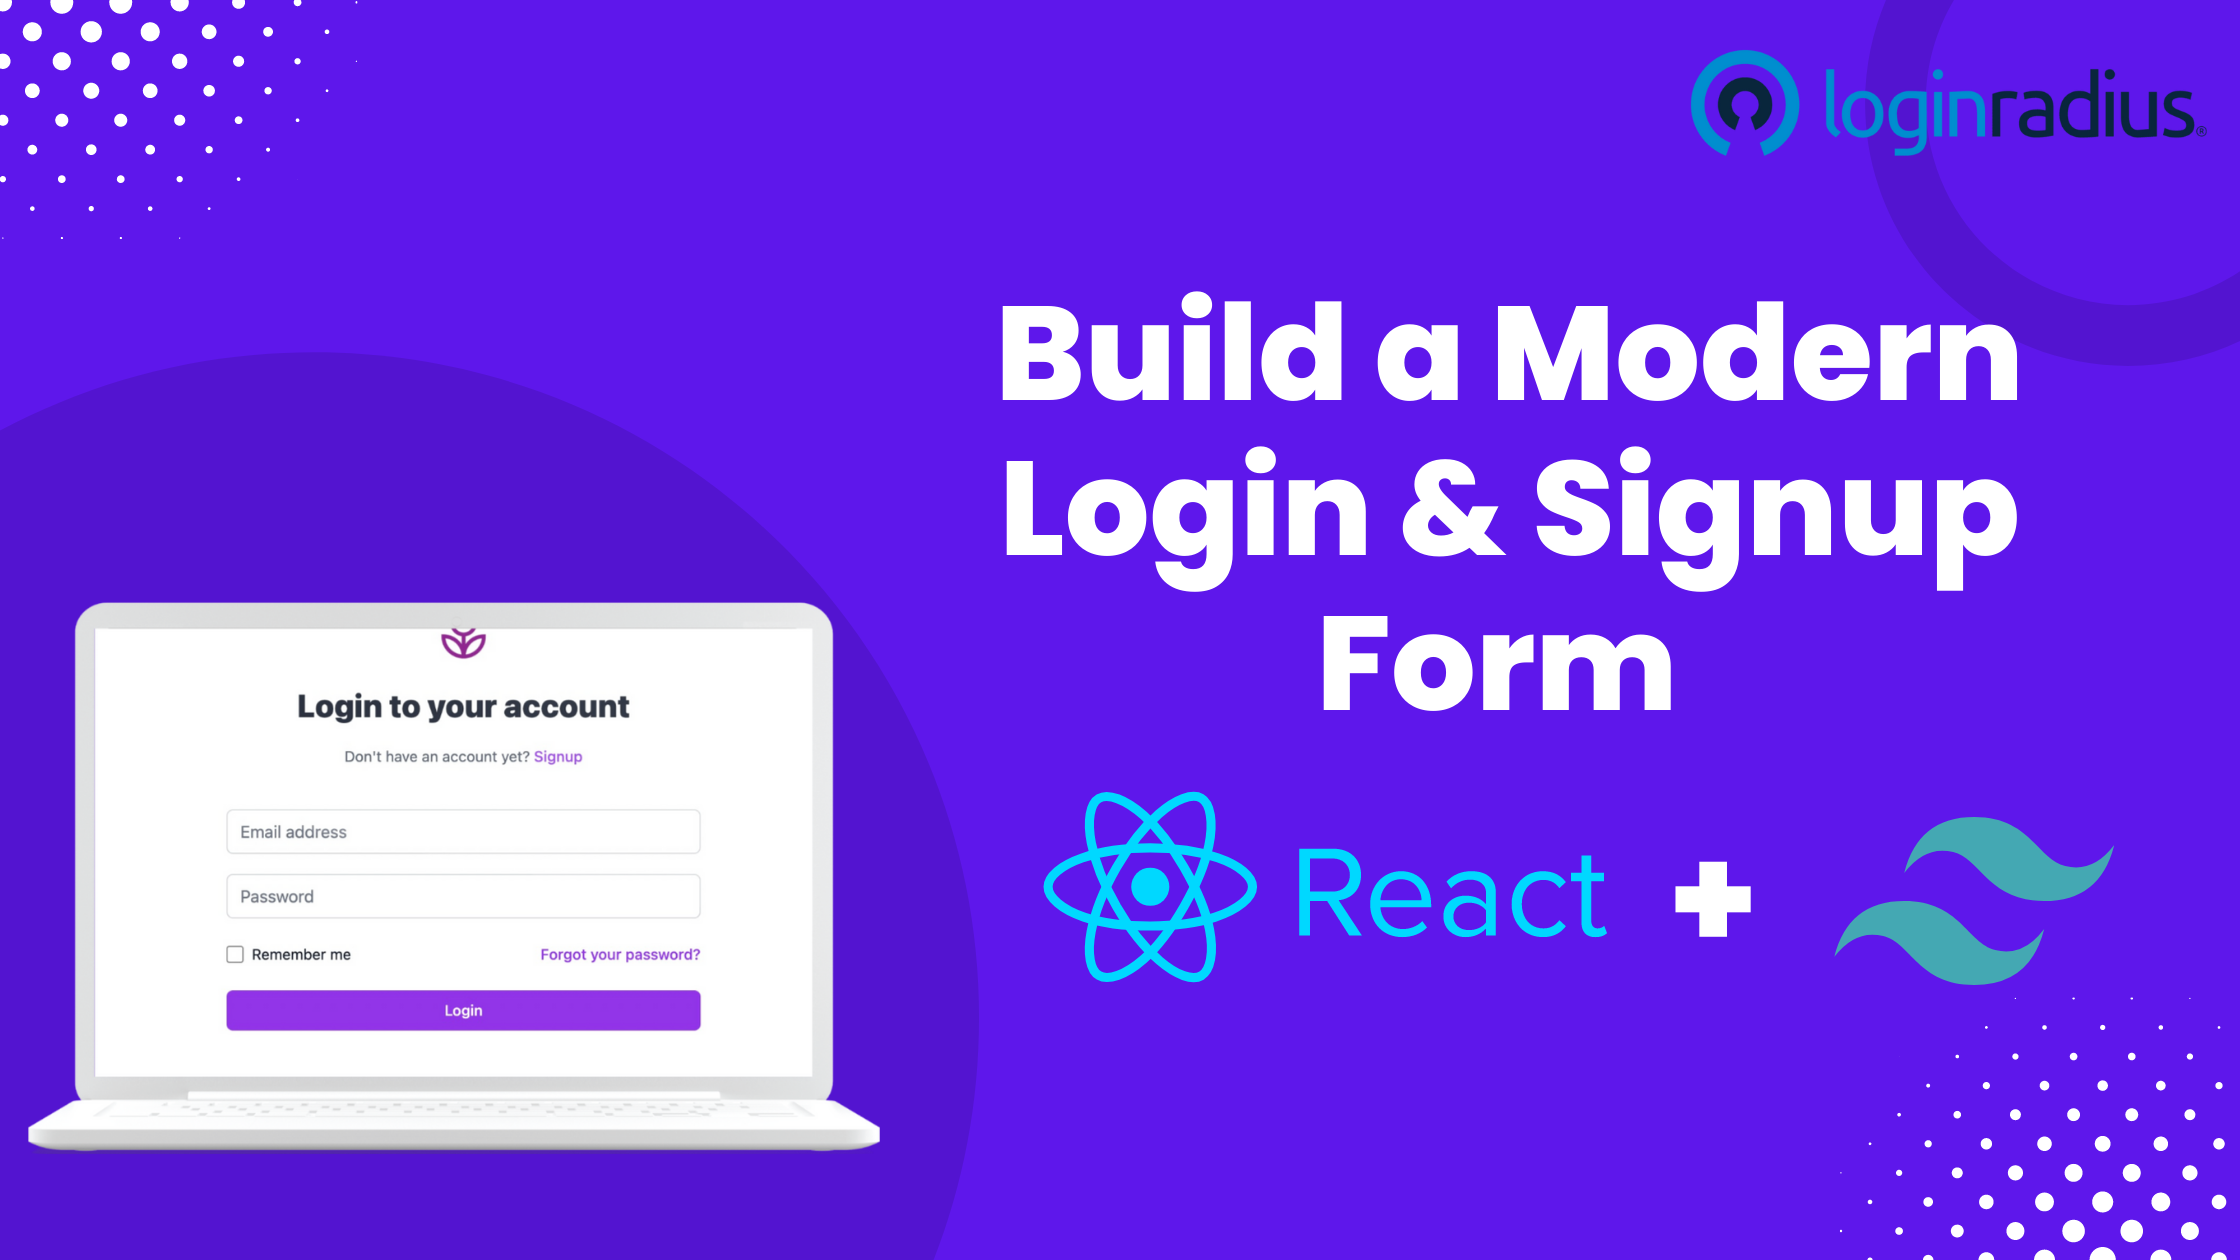 loginradius®
Build a Modern
Login & Signup
Form
React +
Login to your account
Don't have an account yet? Signup
Email address
Password
Remember me
Forgot your password?
Login